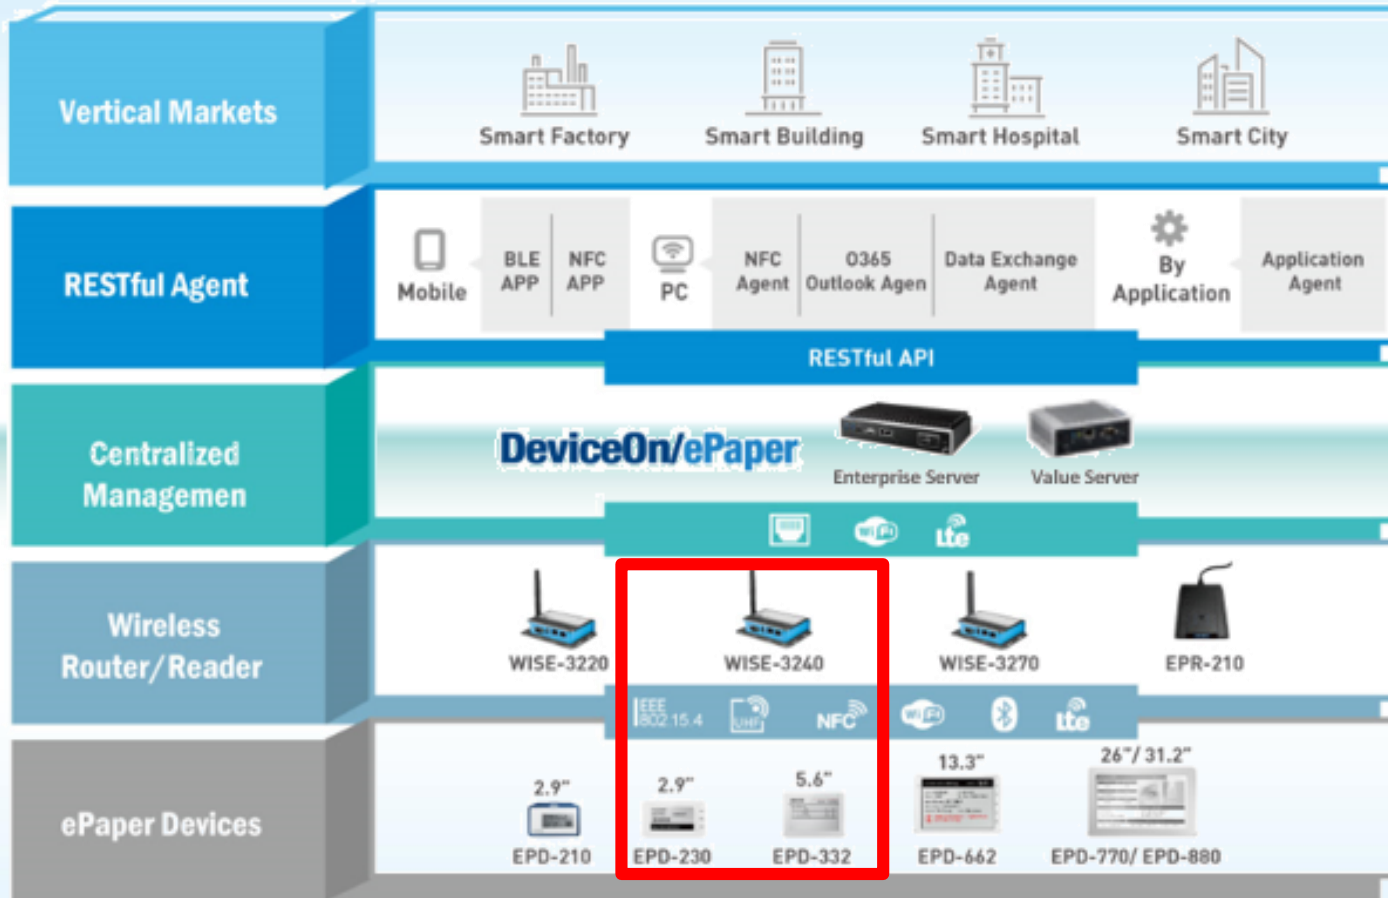 Vertical Markets
Smart Factory
Smart Building
Smart Hospital
Smart City
RESTful Agent
Mobile
BLE
APP
NFC
APP
PC
NFC
Agent
O365
Outlook Agen
Data Exchange
Agent
By
Application
Application
Agent
RESTful API
Centralized
Managemen
DeviceOn/ePaper
Enterprise Server
Value Server
WiFi
Lte
Wireless
Router/Reader
WISE-3220
WISE-3240
WISE-3270
EPR-210
IEEE
802.15.4
UHF
NFC
WiFi
Lte
ePaper Devices
2.9"
EPD-210
2.9"
EPD-230
5.6"
EPD-332
13.3"
EPD-662
26"/ 31.2"
EPD-770/ EPD-880